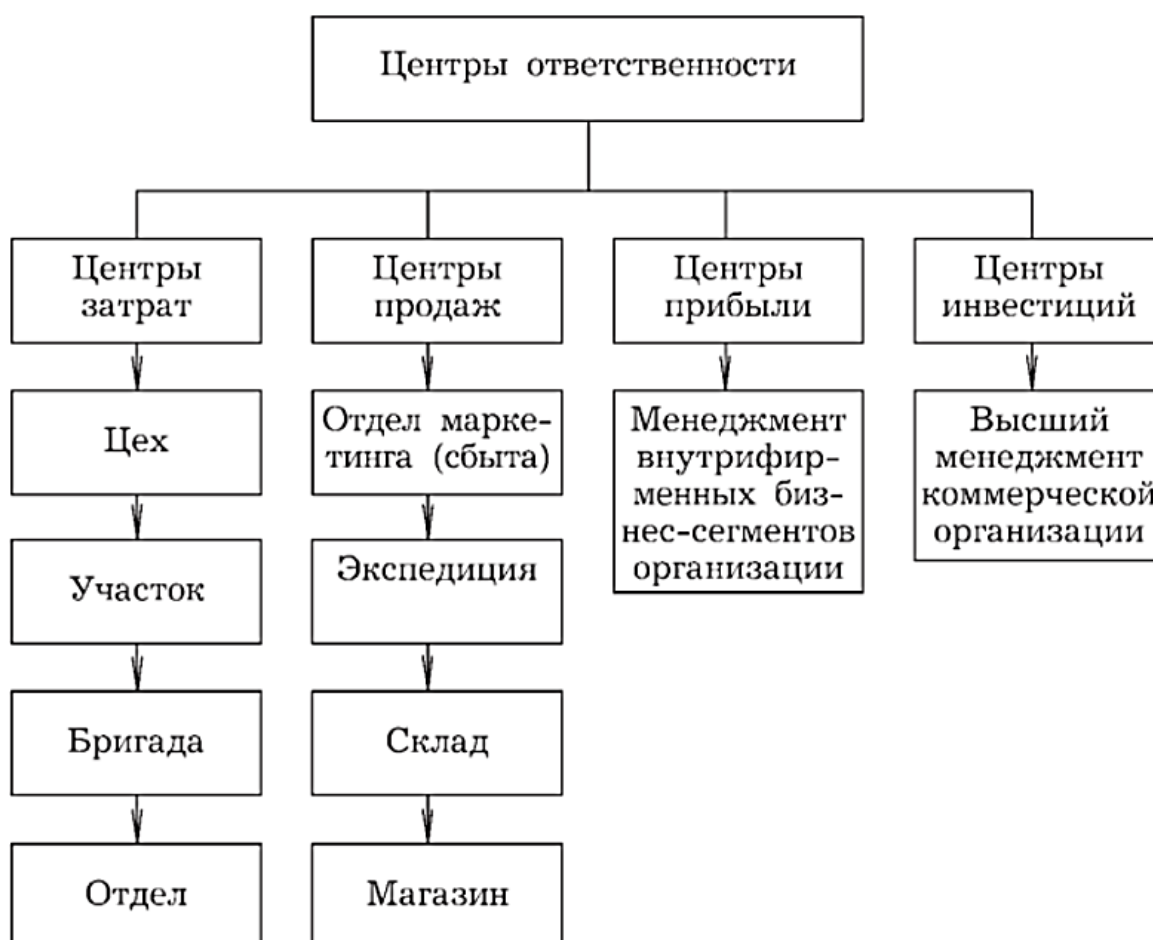 Центры ответственности
Центры
затрат
Центры
продаж
Центры
прибыли
Центры
инвестиций
Цех
Отдел марке-
тинга (сбыта)
Менеджмент
внутрифир-
менных биз-
нес-сегментов
организации
Высший
менеджмент
коммерческой
организации
Участок
Экспедиция
Бригада
Склад
Отдел
Магазин